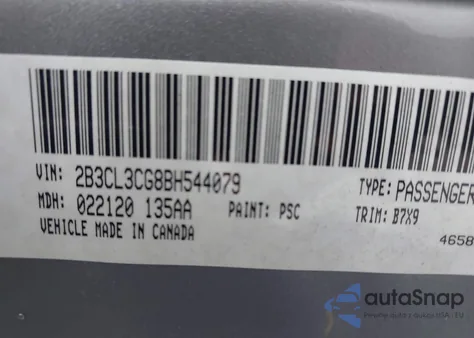 VIN: 2B3CL3CG8BH544079 TYPE: PASSENGER
MDH: 022120 135AA PAINT: PSC TRIM: B7X9
VEHICLE MADE IN CANADA
4658
autoSnap